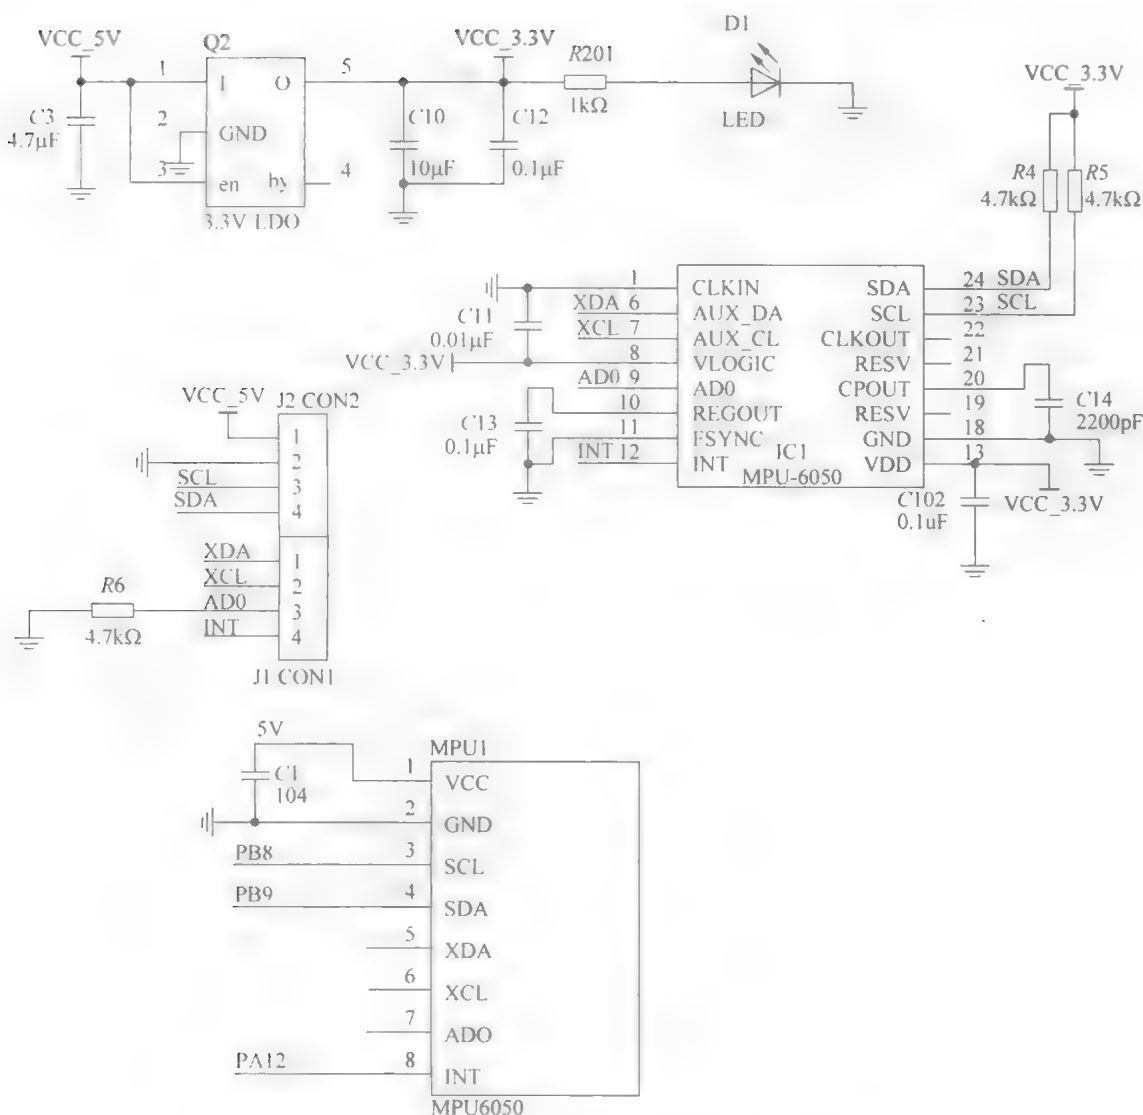 VCC_5V
Q2
VCC_3.3V
D1
R201
1
I
O
5
1kΩ
LED
VCC_3.3V
C3
4.7μF
2
GND
C10
10μF
C12
0.1μF
3
en
by
4
3.3V LDO
R4
4.7kΩ
R5
4.7kΩ
1
CLKIN
SDA
24
SDA
XDA
6
AUX_DA
SCL
23
SCL
C11
0.01μF
XCL
7
AUX_CL
CLKOUT
22
VCC_3.3V
8
VLOGIC
RESV
21
AD0
9
AD0
CPOUT
20
C13
0.1μF
10
REGOUT
RESV
19
C14
2200pF
11
FSYNC
GND
18
INT
12
INT
IC1
VDD
13
MPU-6050
C102
0.1uF
VCC_3.3V
VCC_5V
J2 CON2
1
2
SCL
3
SDA
4
XDA
1
XCL
2
R6
4.7kΩ
AD0
3
INT
4
J1 CON1
5V
MPU1
C1
104
1
VCC
2
GND
PB8
3
SCL
PB9
4
SDA
5
XDA
6
XCL
7
ADO
PA12
8
INT
MPU6050